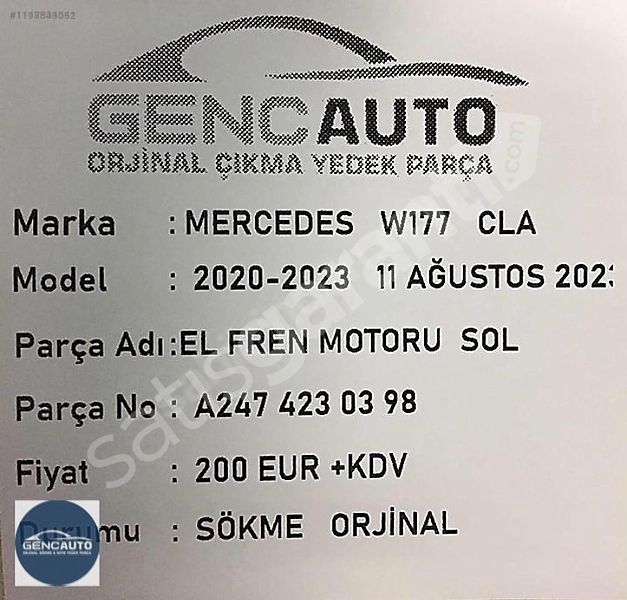 GENCAUTO
ORJİNAL ÇIKMA YEDEK PARÇA
Marka : MERCEDES W177 CLA
Model : 2020-2023 11 AĞUSTOS 2023
Parça Adı :EL FREN MOTORU SOL
Parça No : A247 423 03 98
Fiyat : 200 EUR +KDV
Durumu : SÖKME ORJİNAL
GENCAUTO
satisgaranti.com